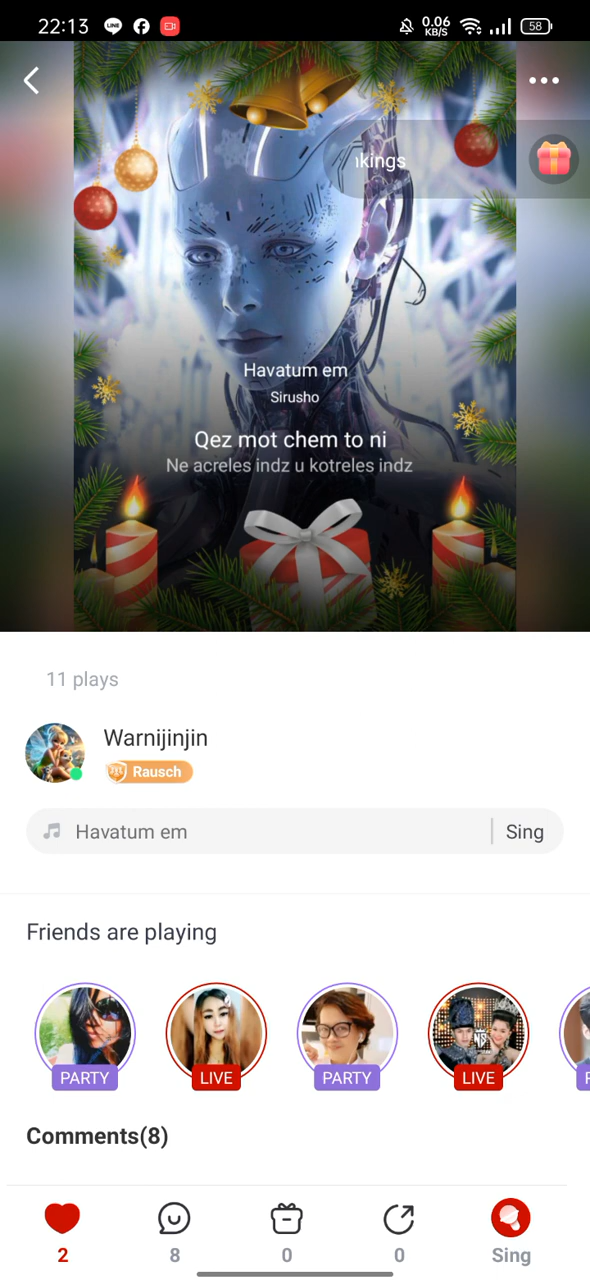 22:13
LINE
0.06
KB/S
58
nkings
Havatum em
Sirusho
Qez mot chem to ni
Ne acreles indz u kotreles indz
11 plays
Warnijinjin
Rausch
Havatum em
Sing
Friends are playing
PARTY
LIVE
PARTY
LIVE
Comments(8)
2
8
0
0
Sing